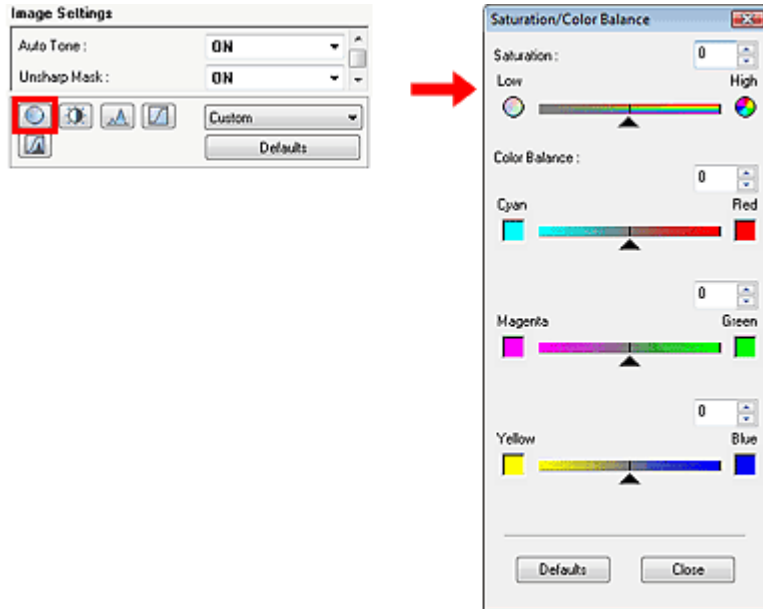 Image Settings
Auto Tone : ON
Unsharp Mask : ON
Custom
Defaults
Saturation/Color Balance
Saturation : 0
Low High
Color Balance :
0
Cyan Red
0
Magenta Green
0
Yellow Blue
Defaults Close